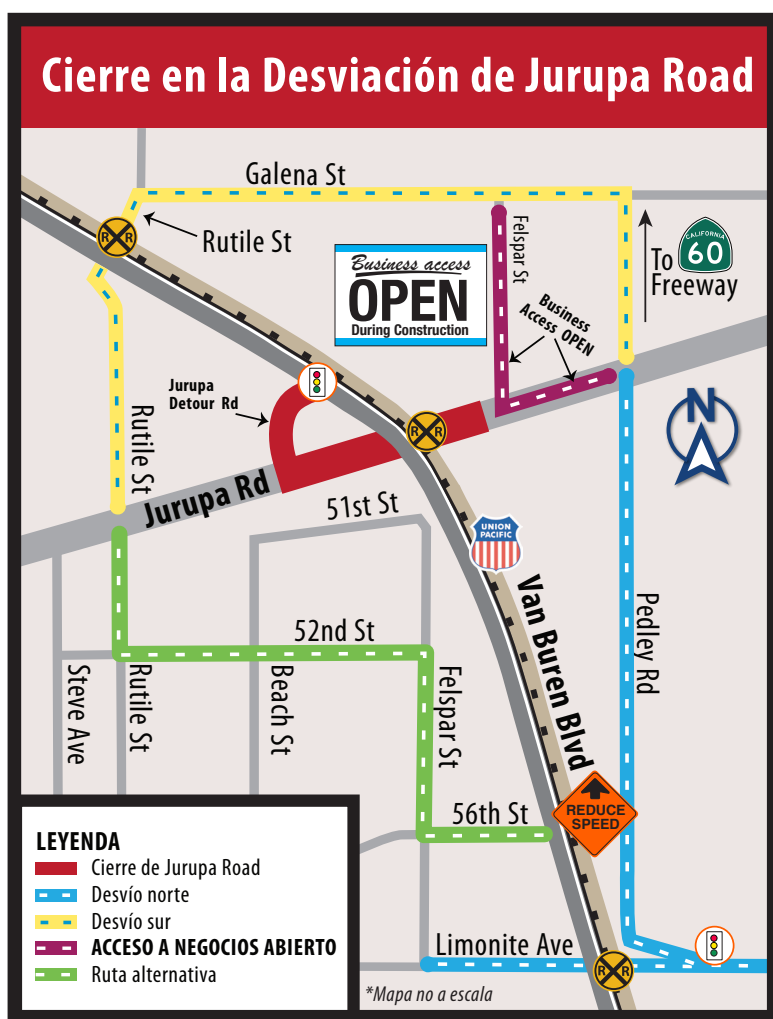 Cierre en la Desviación de Jurupa Road
Galena St
Rutile St
R R
Felspar St
CALIFORNIA
60
To
Freeway
Business access
OPEN
During Construction
Business
Access OPEN
Jurupa
Detour Rd
R R
N
Rutile St
Jurupa Rd
51st St
UNION
PACIFIC
Van Buren Blvd
Pedley Rd
52nd St
Steve Ave
Rutile St
Beach St
Felspar St
56th St
REDUCE
SPEED
LEYENDA
Cierre de Jurupa Road
Desvío norte
Desvío sur
ACCESO A NEGOCIOS ABIERTO
Ruta alternativa
Limonite Ave
R R
*Mapa no a escala